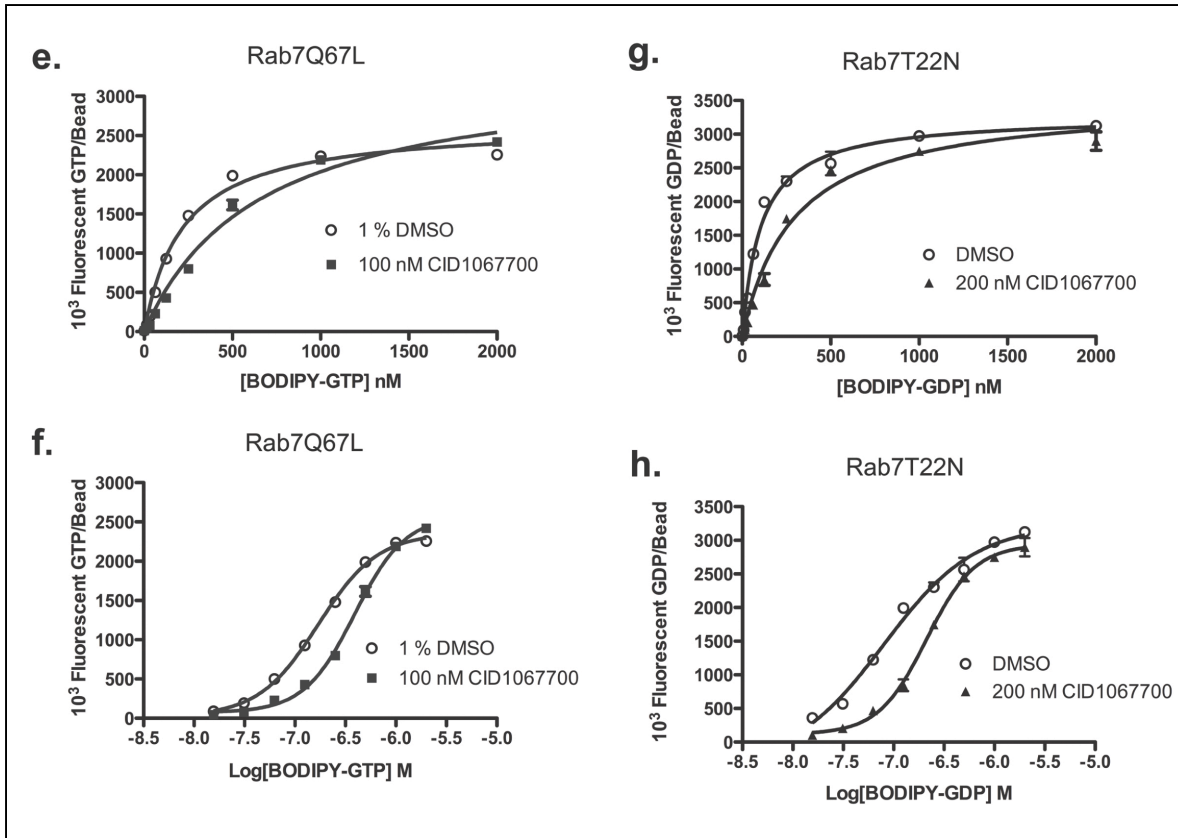 e.
Rab7Q67L
10³ Fluorescent GTP/Bead
3000
2500
2000
1500
1000
500
0
1 % DMSO
100 nM CID1067700
0 500 1000 1500 2000
[BODIPY-GTP] nM
g.
Rab7T22N
10³ Fluorescent GDP/Bead
3500
3000
2500
2000
1500
1000
500
0
DMSO
200 nM CID1067700
0 500 1000 1500 2000
[BODIPY-GDP] nM
f.
Rab7Q67L
10³ Fluorescent GTP/Bead
3000
2500
2000
1500
1000
500
0
1 % DMSO
100 nM CID1067700
-8.5 -8.0 -7.5 -7.0 -6.5 -6.0 -5.5 -5.0
Log[BODIPY-GTP] M
h.
Rab7T22N
10³ Fluorescent GDP/Bead
3500
3000
2500
2000
1500
1000
500
0
DMSO
200 nM CID1067700
-8.5 -8.0 -7.5 -7.0 -6.5 -6.0 -5.5 -5.0
Log[BODIPY-GDP] M